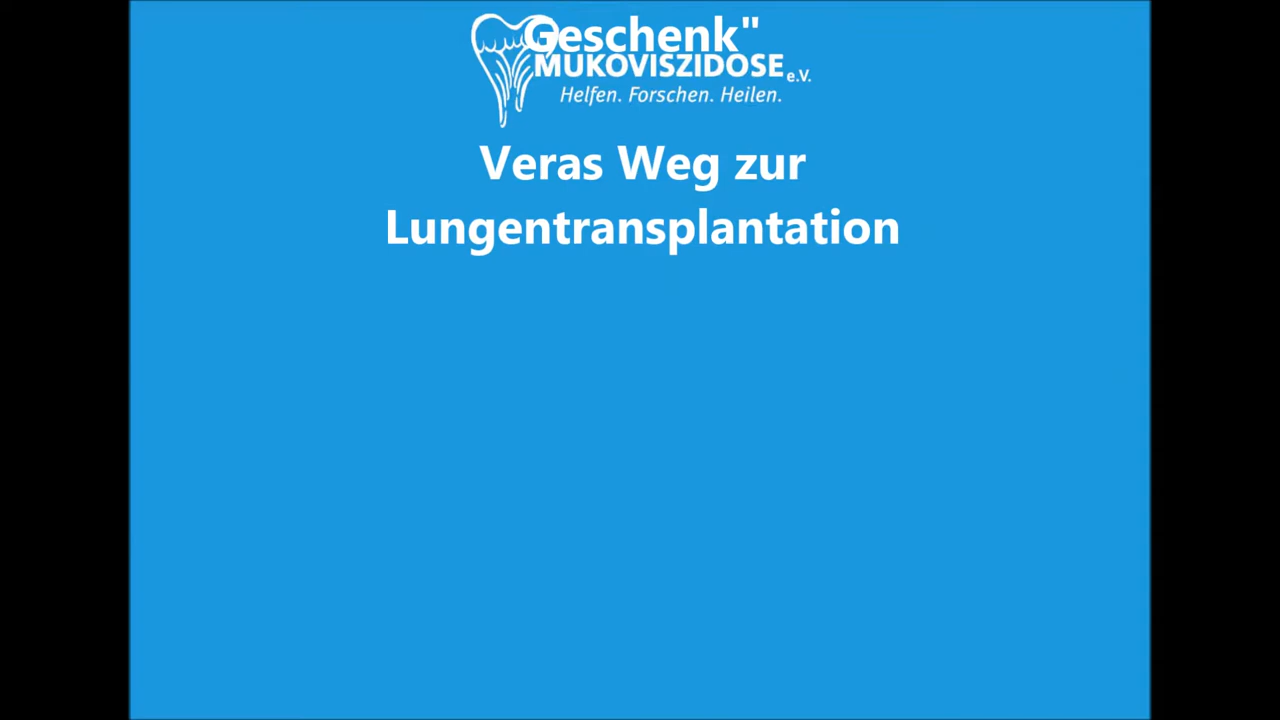 Geschenk"
MUKOVISZIDOSE e.V.
Helfen. Forschen. Heilen.
Veras Weg zur
Lungentransplantation